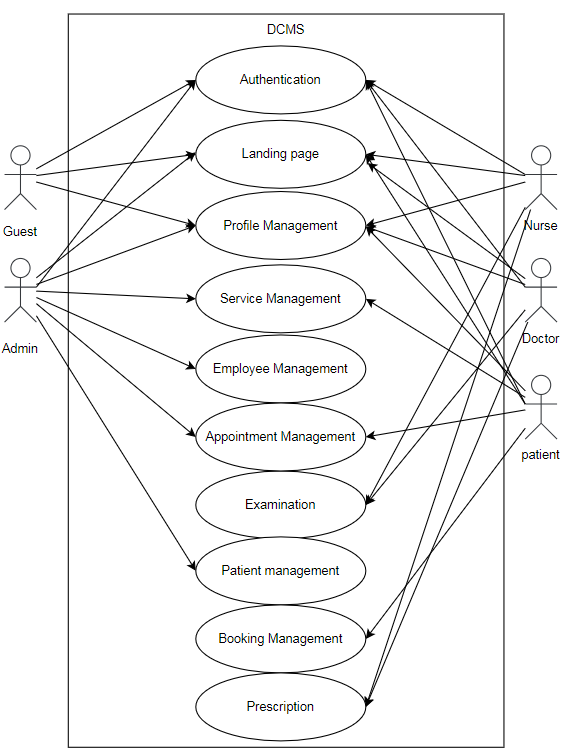 DCMS
Authentication
Landing page
Profile Management
Service Management
Employee Management
Appointment Management
Examination
Patient management
Booking Management
Prescription
Guest
Admin
Nurse
Doctor
patient